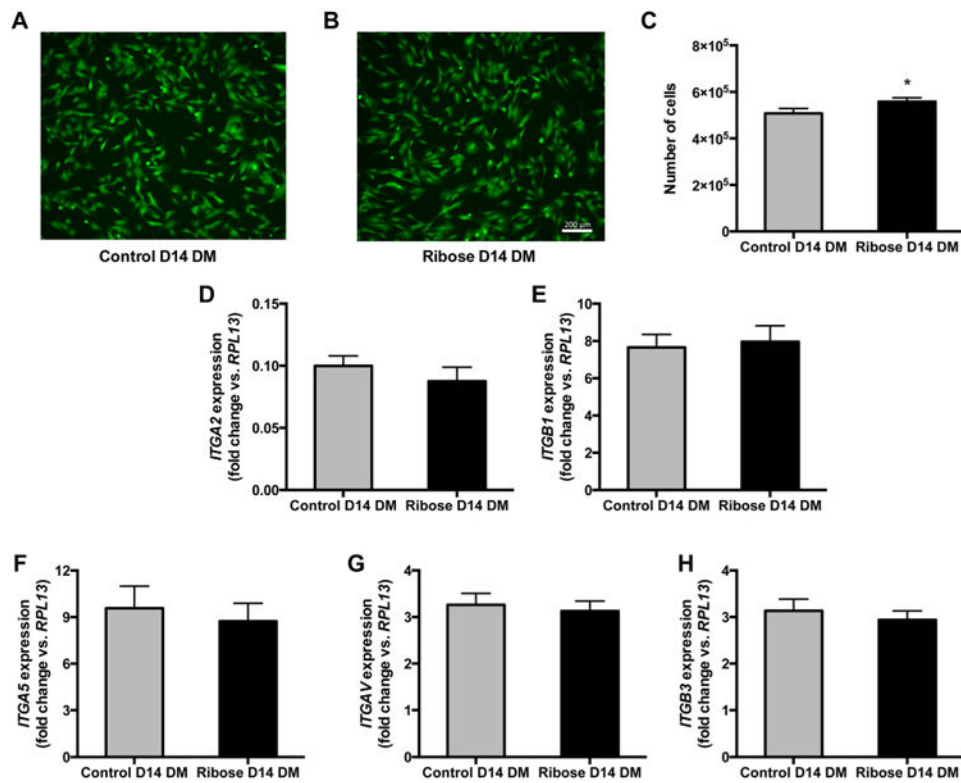 A
Control D14 DM
B
200 µm
Ribose D14 DM
C
Number of cells
8×10⁵
6×10⁵
4×10⁵
2×10⁵
0
*
Control D14 DM Ribose D14 DM
D
ITGA2 expression
(fold change vs. RPL13)
0.15
0.10
0.05
0.00
Control D14 DM Ribose D14 DM
E
ITGB1 expression
(fold change vs. RPL13)
10
8
6
4
2
0
Control D14 DM Ribose D14 DM
F
ITGA5 expression
(fold change vs. RPL13)
12
9
6
3
0
Control D14 DM Ribose D14 DM
G
ITGAV expression
(fold change vs. RPL13)
4
3
2
1
0
Control D14 DM Ribose D14 DM
H
ITGB3 expression
(fold change vs. RPL13)
4
3
2
1
0
Control D14 DM Ribose D14 DM